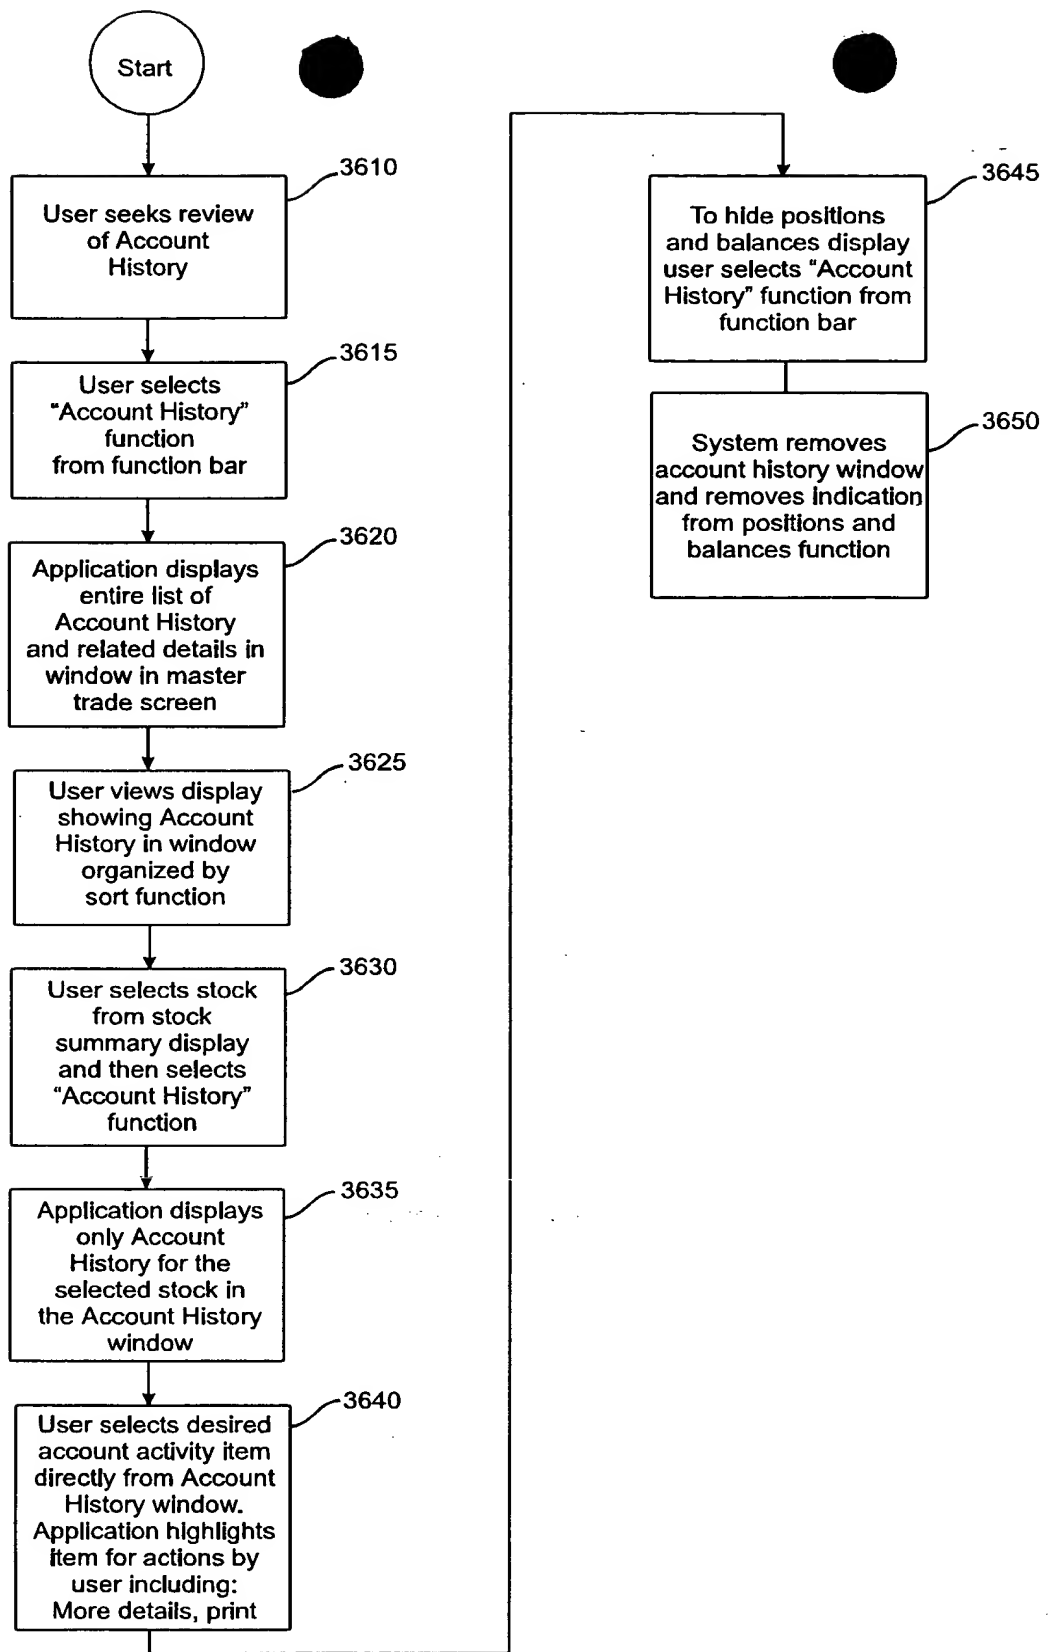 Start
3610
User seeks review
of Account
History
3615
User selects
"Account History"
function
from function bar
3620
Application displays
entire list of
Account History
and related details in
window in master
trade screen
3625
User views display
showing Account
History in window
organized by
sort function
3630
User selects stock
from stock
summary display
and then selects
"Account History"
function
3635
Application displays
only Account
History for the
selected stock in
the Account History
window
3640
User selects desired
account activity item
directly from Account
History window.
Application highlights
item for actions by
user including:
More details, print
3645
To hide positions
and balances display
user selects "Account
History" function from
function bar
3650
System removes
account history window
and removes indication
from positions and
balances function